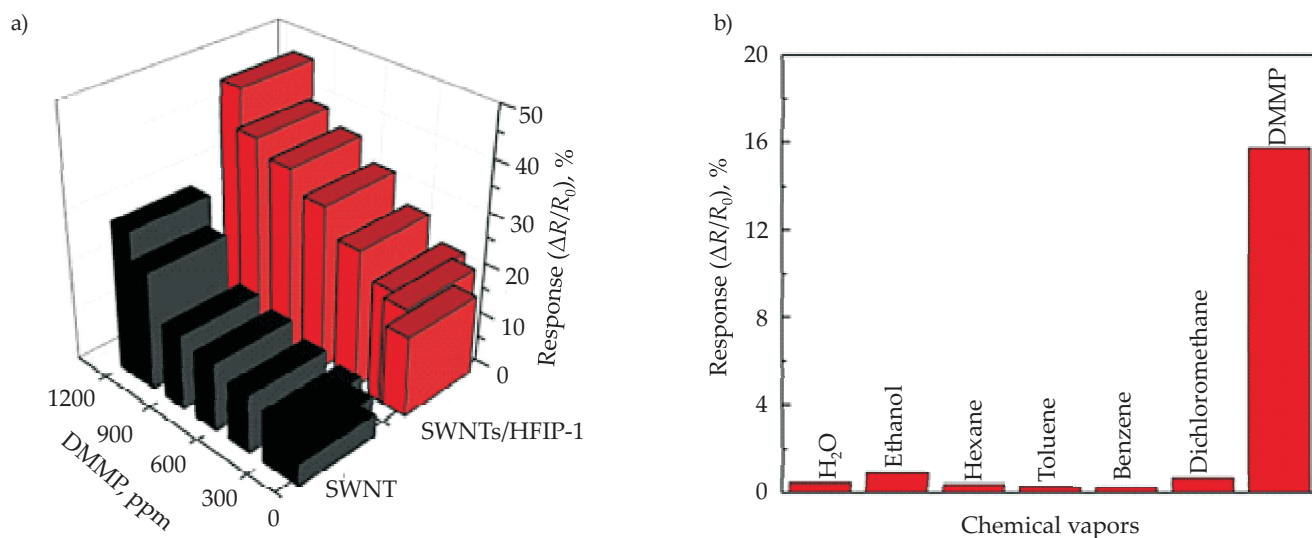 a)
50
40
30
20
10
0
Response (ΔR/R₀), %
1200
900
600
300
0
DMMP, ppm
SWNTs/HFIP-1
SWNT
b)
20
16
12
8
4
0
Response (ΔR/R₀), %
H₂O
Ethanol
Hexane
Toluene
Benzene
Dichloromethane
DMMP
Chemical vapors